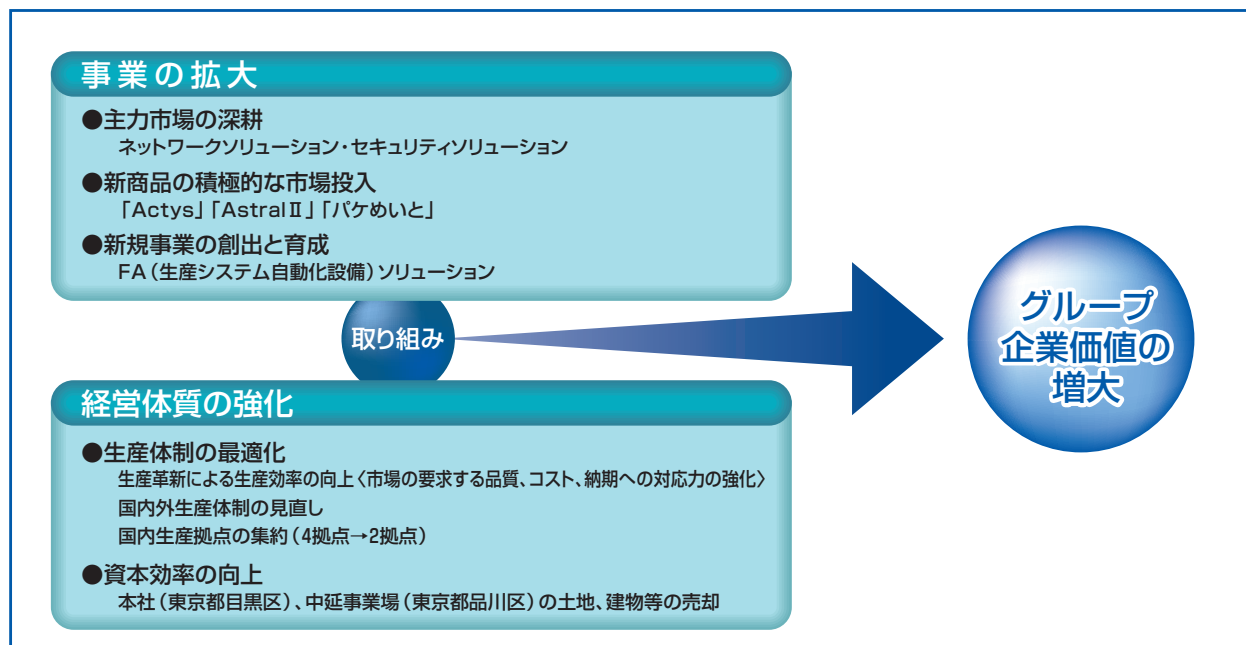 事業の拡大
●主力市場の深耕
ネットワークソリューション・セキュリティソリューション
●新商品の積極的な市場投入
「Actys」「AstralⅡ」「パケめいと」
●新規事業の創出と育成
FA(生産システム自動化設備)ソリューション
取り組み
グループ
企業価値の
増大
経営体質の強化
●生産体制の最適化
生産革新による生産効率の向上〈市場の要求する品質、コスト、納期への対応力の強化〉
国内外生産体制の見直し
国内生産拠点の集約(4拠点→2拠点)
●資本効率の向上
本社(東京都目黒区)、中延事業場(東京都品川区)の土地、建物等の売却